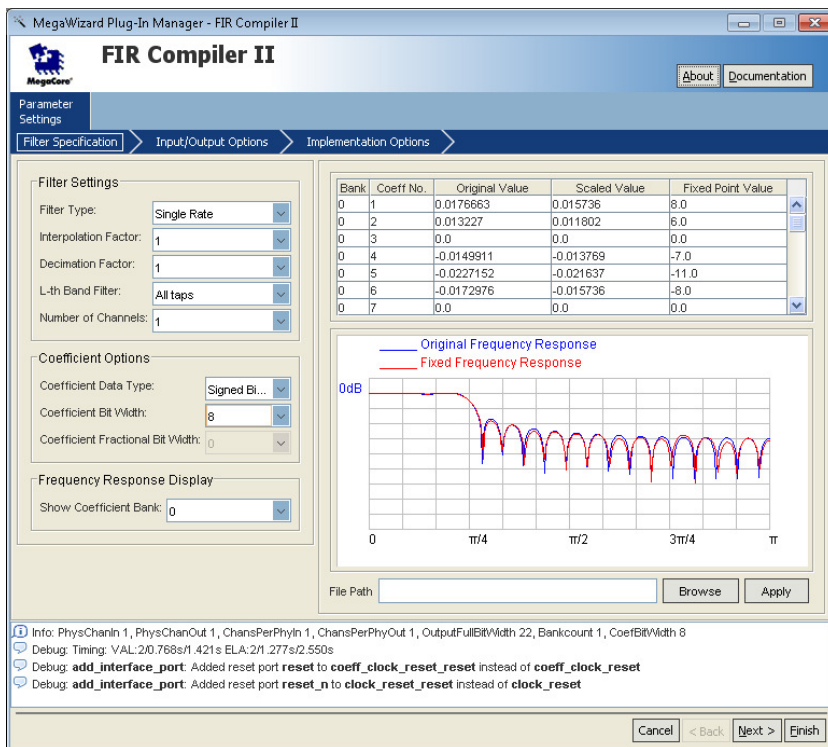 MegaWizard Plug-In Manager - FIR Compiler II
MegaCore®
FIR Compiler II
About
Documentation
Parameter
Settings
Filter Specification
Input/Output Options
Implementation Options
Filter Settings
Filter Type: Single Rate
Interpolation Factor: 1
Decimation Factor: 1
L-th Band Filter: All taps
Number of Channels: 1
Coefficient Options
Coefficient Data Type: Signed Bi...
Coefficient Bit Width: 8
Coefficient Fractional Bit Width: 0
Frequency Response Display
Show Coefficient Bank: 0
Bank Coeff No. Original Value Scaled Value Fixed Point Value
0 1 0.0176663 0.015736 8.0
0 2 0.013227 0.011802 6.0
0 3 0.0 0.0 0.0
0 4 -0.0149911 -0.013769 -7.0
0 5 -0.0227152 -0.021637 -11.0
0 6 -0.0172976 -0.015736 -8.0
0 7 0.0 0.0 0.0
Original Frequency Response
Fixed Frequency Response
0dB
0 π/4 π/2 3π/4 π
File Path
Browse
Apply
Info: PhysChanIn 1, PhysChanOut 1, ChansPerPhyIn 1, ChansPerPhyOut 1, OutputFullBitWidth 22, Bankcount 1, CoefBitWidth 8
Debug: Timing: VAL:2/0.768s/1.421s ELA:2/1.277s/2.550s
Debug: add_interface_port: Added reset port reset to coeff_clock_reset_reset instead of coeff_clock_reset
Debug: add_interface_port: Added reset port reset_n to clock_reset_reset instead of clock_reset
Cancel
< Back
Next >
Finish